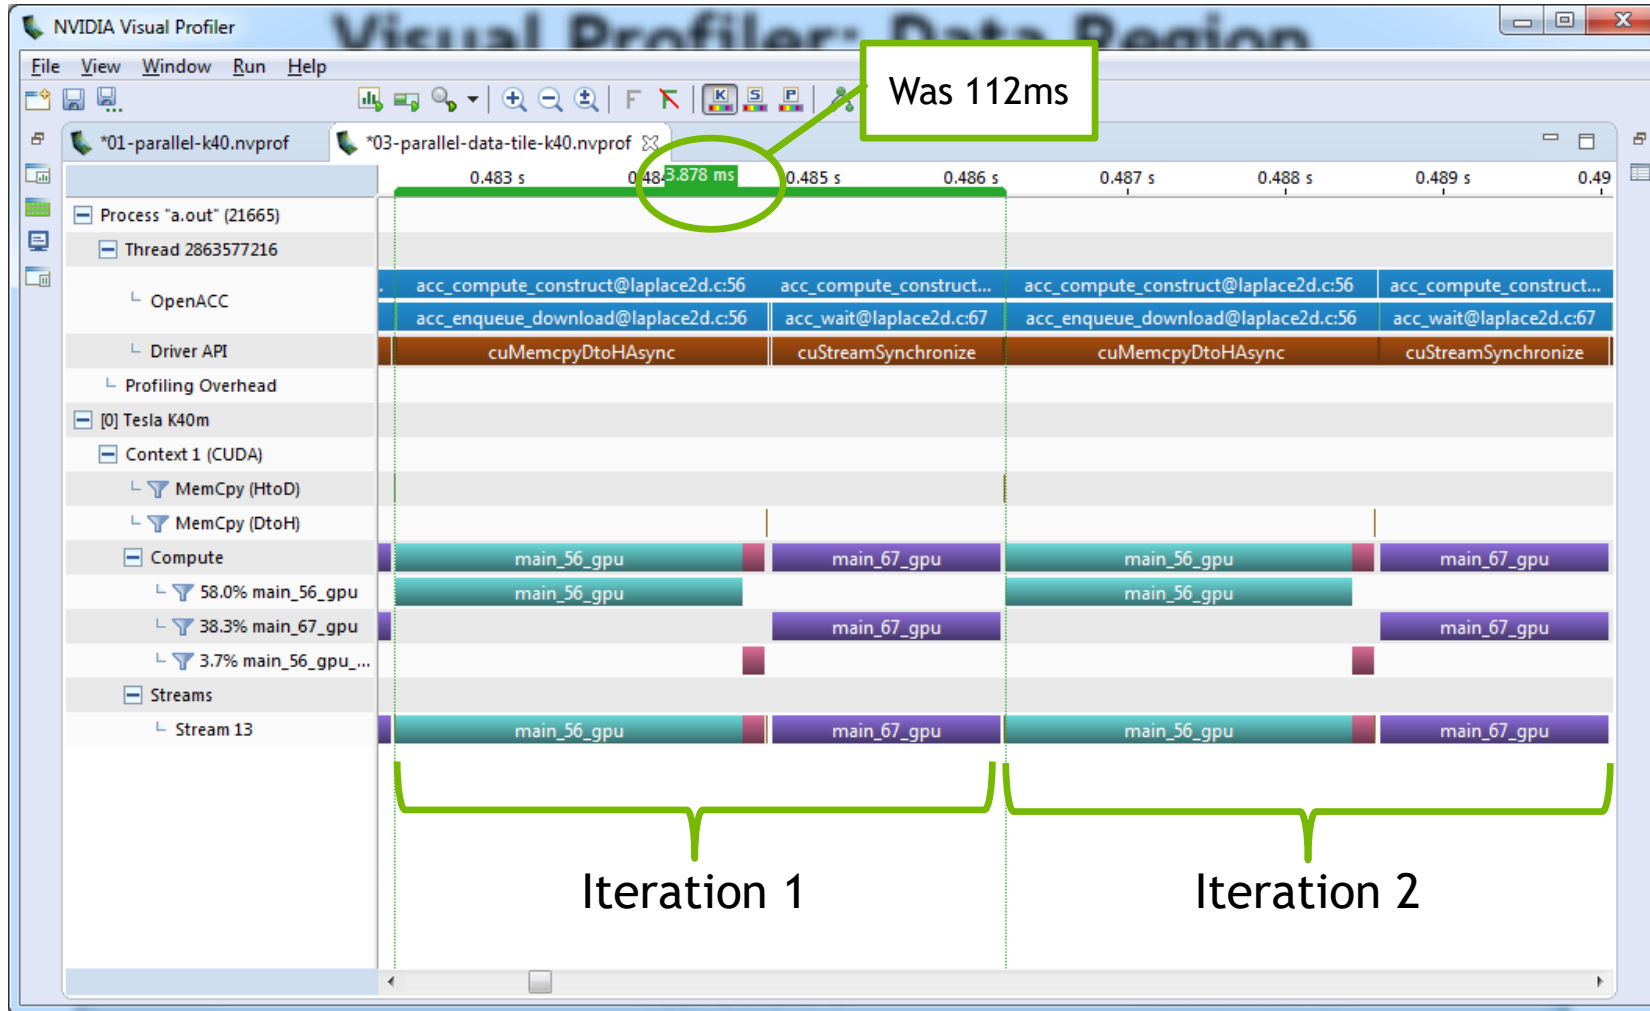 Visual Profiler: Data Region
NVIDIA Visual Profiler
File View Window Run Help
Was 112ms
*01-parallel-k40.nvprof *03-parallel-data-tile-k40.nvprof
3.878 ms
0.483 s 0.485 s 0.486 s 0.487 s 0.488 s 0.489 s 0.49
Process "a.out" (21665)
Thread 2863577216
OpenACC
. acc_compute_construct@laplace2d.c:56 acc_compute_construct... acc_compute_construct@laplace2d.c:56 acc_compute_construct...
acc_enqueue_download@laplace2d.c:56 acc_wait@laplace2d.c:67 acc_enqueue_download@laplace2d.c:56 acc_wait@laplace2d.c:67
Driver API cuMemcpyDtoHAsync cuStreamSynchronize cuMemcpyDtoHAsync cuStreamSynchronize
Profiling Overhead
[0] Tesla K40m
Context 1 (CUDA)
MemCpy (HtoD)
MemCpy (DtoH)
Compute main_56_gpu main_67_gpu main_56_gpu main_67_gpu
58.0% main_56_gpu main_56_gpu main_56_gpu
38.3% main_67_gpu main_67_gpu main_67_gpu
3.7% main_56_gpu_...
Streams
Stream 13 main_56_gpu main_67_gpu main_56_gpu main_67_gpu
Iteration 1 Iteration 2